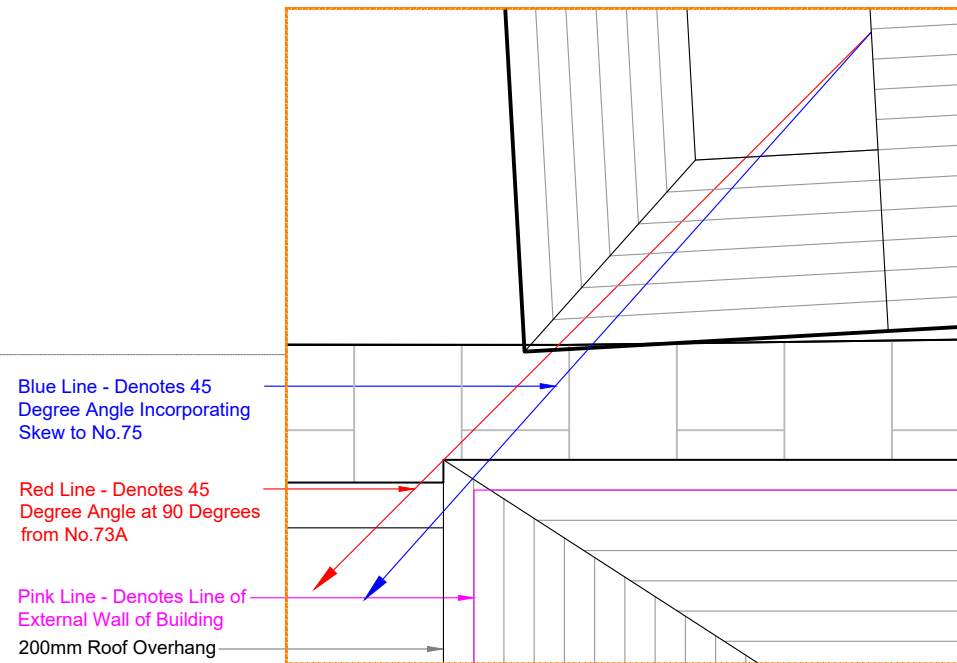 Blue Line - Denotes 45
Degree Angle Incorporating
Skew to No.75
Red Line - Denotes 45
Degree Angle at 90 Degrees
from No.73A
Pink Line - Denotes Line of
External Wall of Building
200mm Roof Overhang